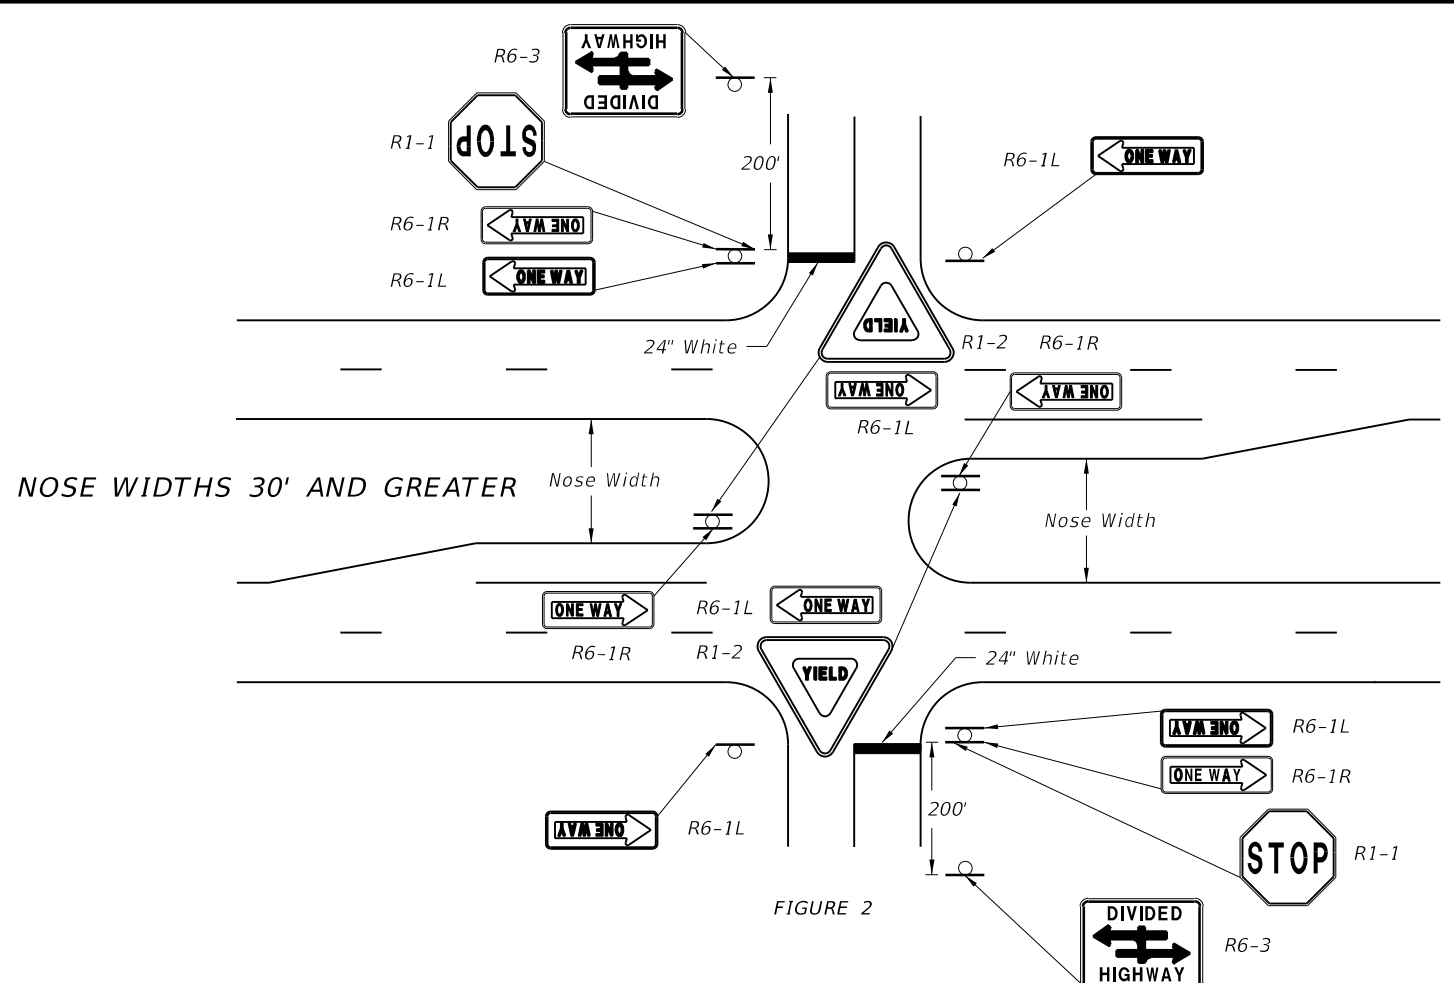 HIGHWAY
DIVIDED
R6-3
STOP
R1-1
200'
R6-1L
ONE WAY
R6-1R
ONE WAY
R6-1L
ONE WAY
24" White
YIELD
R1-2
R6-1R
ONE WAY
ONE WAY
R6-1L
NOSE WIDTHS 30' AND GREATER
Nose Width
Nose Width
ONE WAY
R6-1R
R6-1L
ONE WAY
R1-2
YIELD
24" White
ONE WAY
R6-1L
ONE WAY
R6-1R
200'
ONE WAY
R6-1L
STOP
R1-1
FIGURE 2
DIVIDED
HIGHWAY
R6-3